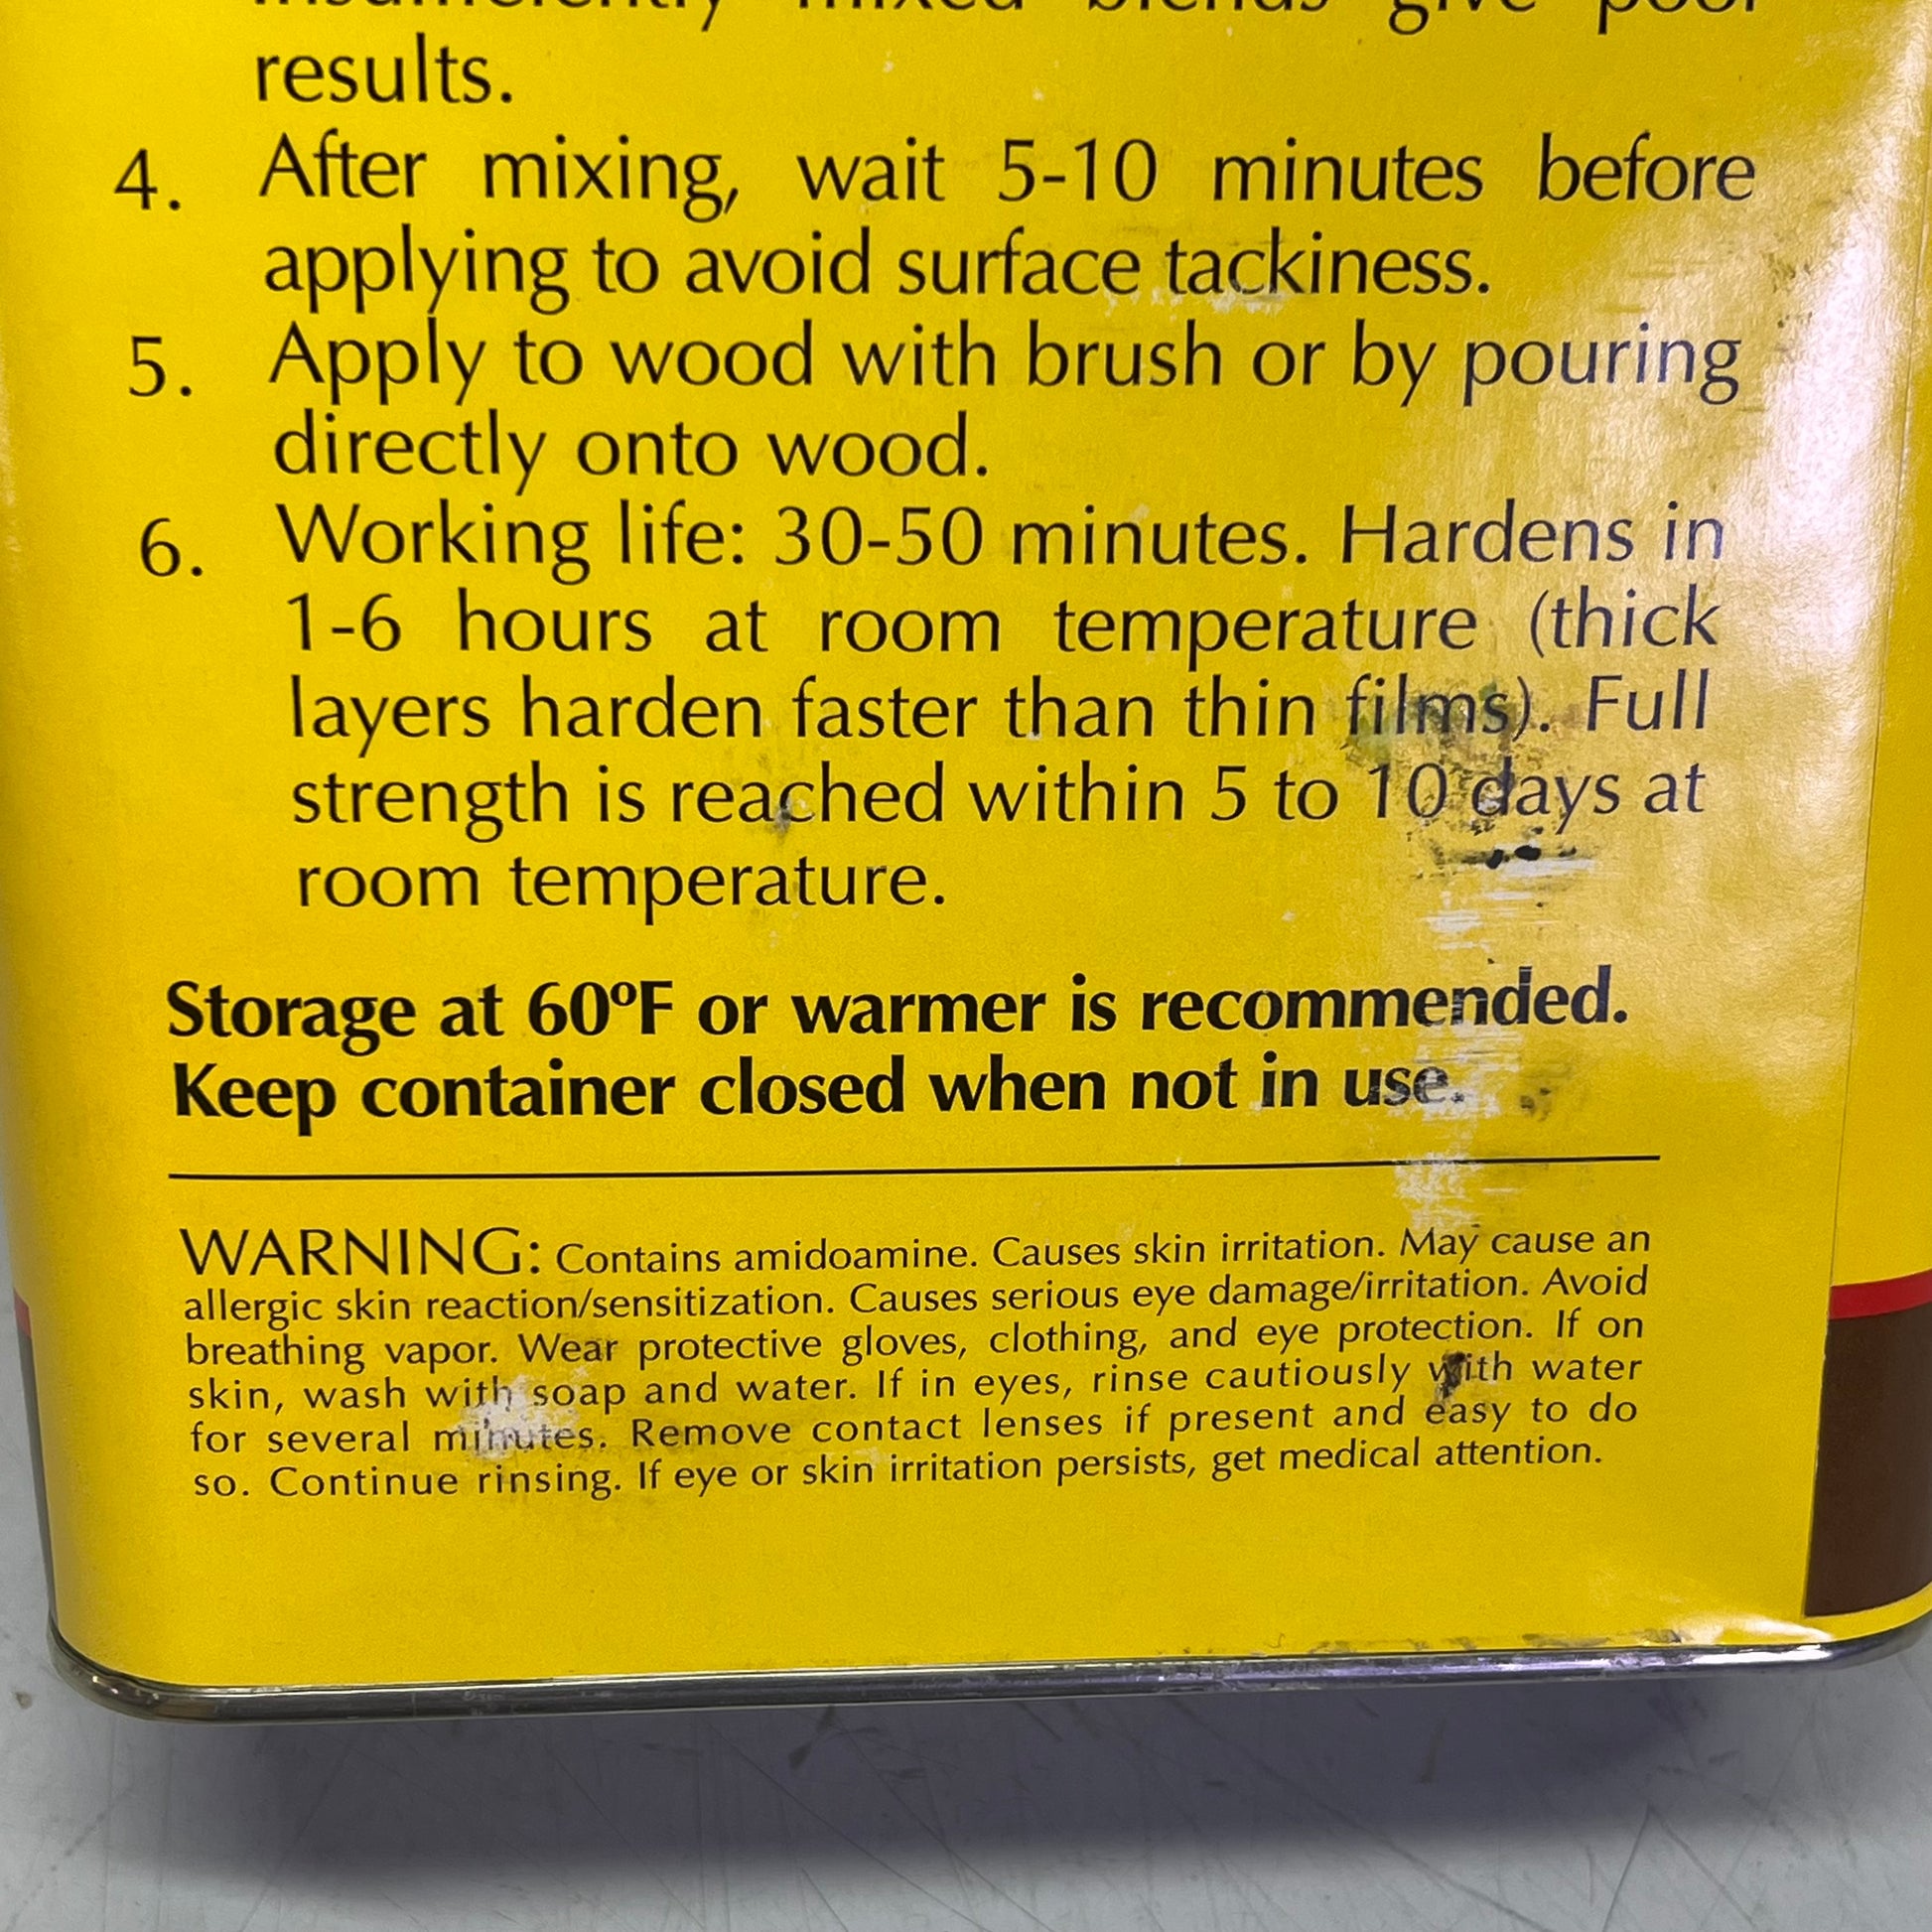 insufficiently mixed blends give poor
results.
4. After mixing, wait 5-10 minutes before
applying to avoid surface tackiness.
5. Apply to wood with brush or by pouring
directly onto wood.
6. Working life: 30-50 minutes. Hardens in
1-6 hours at room temperature (thick
layers harden faster than thin films). Full
strength is reached within 5 to 10 days at
room temperature.
Storage at 60ºF or warmer is recommended.
Keep container closed when not in use.
WARNING: Contains amidoamine. Causes skin irritation. May cause an
allergic skin reaction/sensitization. Causes serious eye damage/irritation. Avoid
breathing vapor. Wear protective gloves, clothing, and eye protection. If on
skin, wash with soap and water. If in eyes, rinse cautiously with water
for several minutes. Remove contact lenses if present and easy to do
so. Continue rinsing. If eye or skin irritation persists, get medical attention.